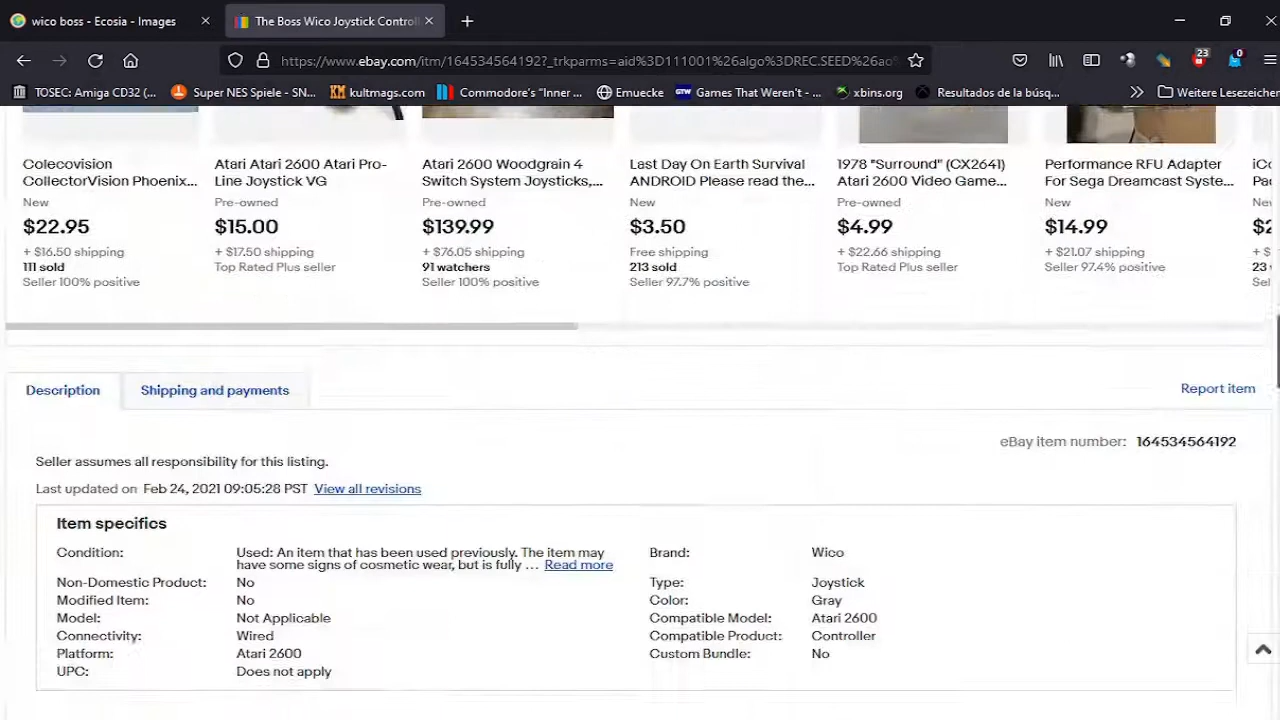 wico boss - Ecosia - Images
The Boss Wico Joystick Control
https://www.ebay.com/itm/164534564192?_trkparms=aid%3D111001%26algo%3DREC.SEED%26ao
23
0
TOSEC: Amiga CD32 (...
Super NES Spiele - SN...
kultmags.com
Commodore's "Inner ...
Emuecke
GTW
Games That Weren't - ...
xbins.org
Resultados de la búsq...
Weitere Lesezeichen
Colecovision
CollectorVision Phoenix...
New
$22.95
+ $16.50 shipping
111 sold
Seller 100% positive
Atari Atari 2600 Atari Pro-
Line Joystick VG
Pre-owned
$15.00
+ $17.50 shipping
Top Rated Plus seller
Atari 2600 Woodgrain 4
Switch System Joysticks,...
Pre-owned
$139.99
+ $76.05 shipping
91 watchers
Seller 100% positive
Last Day On Earth Survival
ANDROID Please read the...
New
$3.50
Free shipping
213 sold
Seller 97.7% positive
1978 "Surround" (CX2641)
Atari 2600 Video Game...
Pre-owned
$4.99
+ $22.66 shipping
Top Rated Plus seller
Performance RFU Adapter
For Sega Dreamcast Syste...
New
$14.99
+ $21.07 shipping
Seller 97.4% positive
Description
Shipping and payments
Report item
eBay item number: 164534564192
Seller assumes all responsibility for this listing.
Last updated on Feb 24, 2021 09:05:28 PST View all revisions
Item specifics
Condition: Used: An item that has been used previously. The item may
have some signs of cosmetic wear, but is fully ... Read more
Brand: Wico
Non-Domestic Product: No
Type: Joystick
Modified Item: No
Color: Gray
Model: Not Applicable
Compatible Model: Atari 2600
Connectivity: Wired
Compatible Product: Controller
Platform: Atari 2600
Custom Bundle: No
UPC: Does not apply